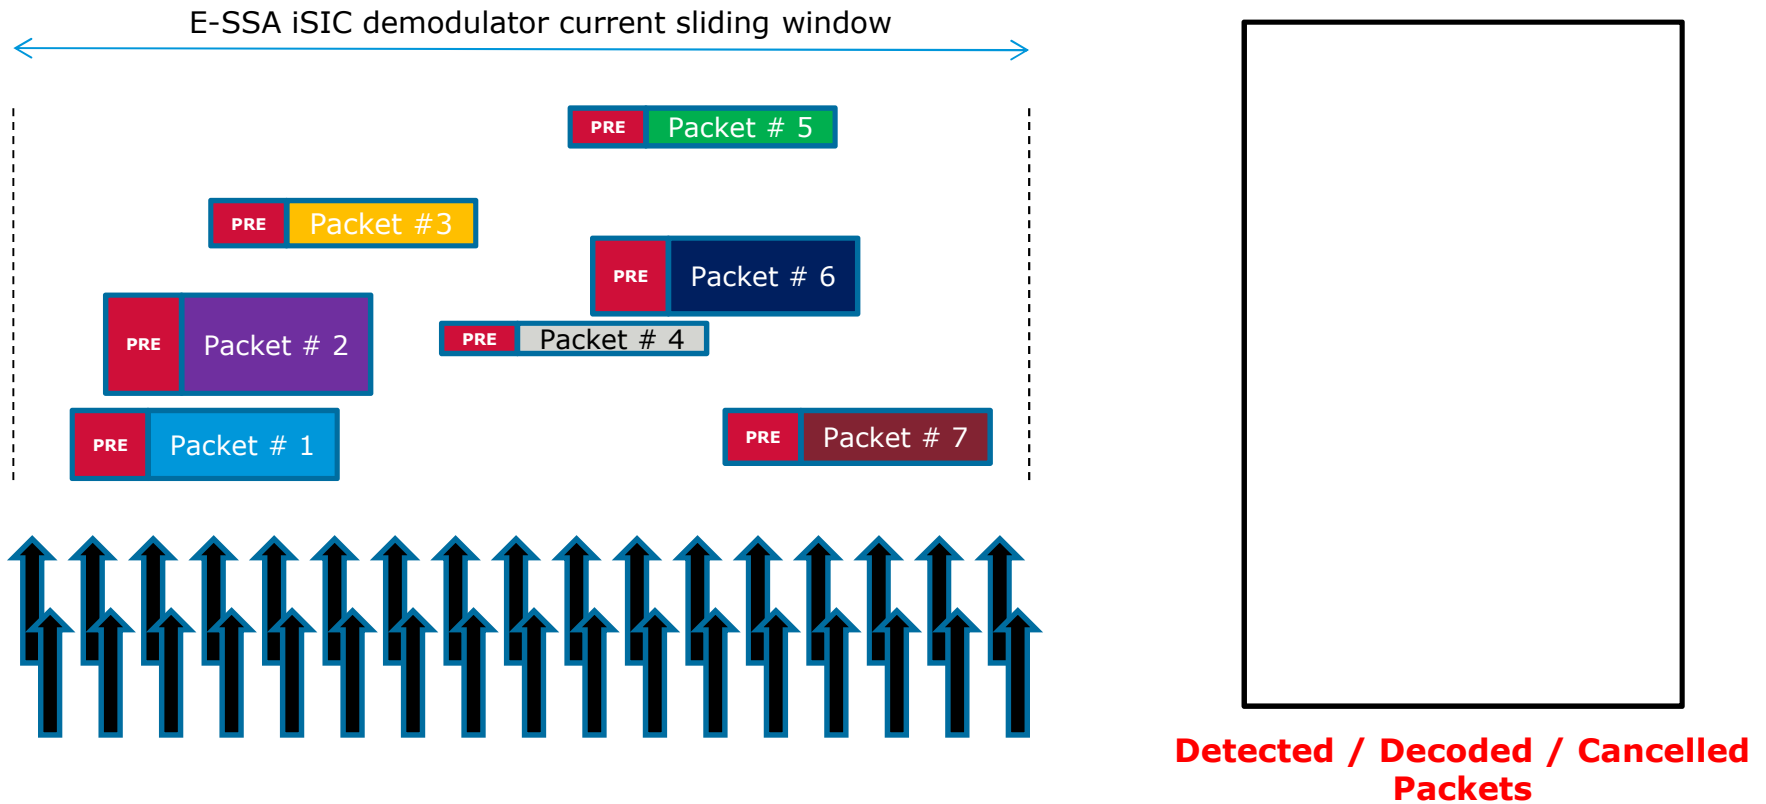 E-SSA iSIC demodulator current sliding window
PRE Packet # 5
PRE Packet #3
PRE Packet # 6
PRE Packet # 2
PRE Packet # 4
PRE Packet # 1
PRE Packet # 7
Detected / Decoded / Cancelled
Packets